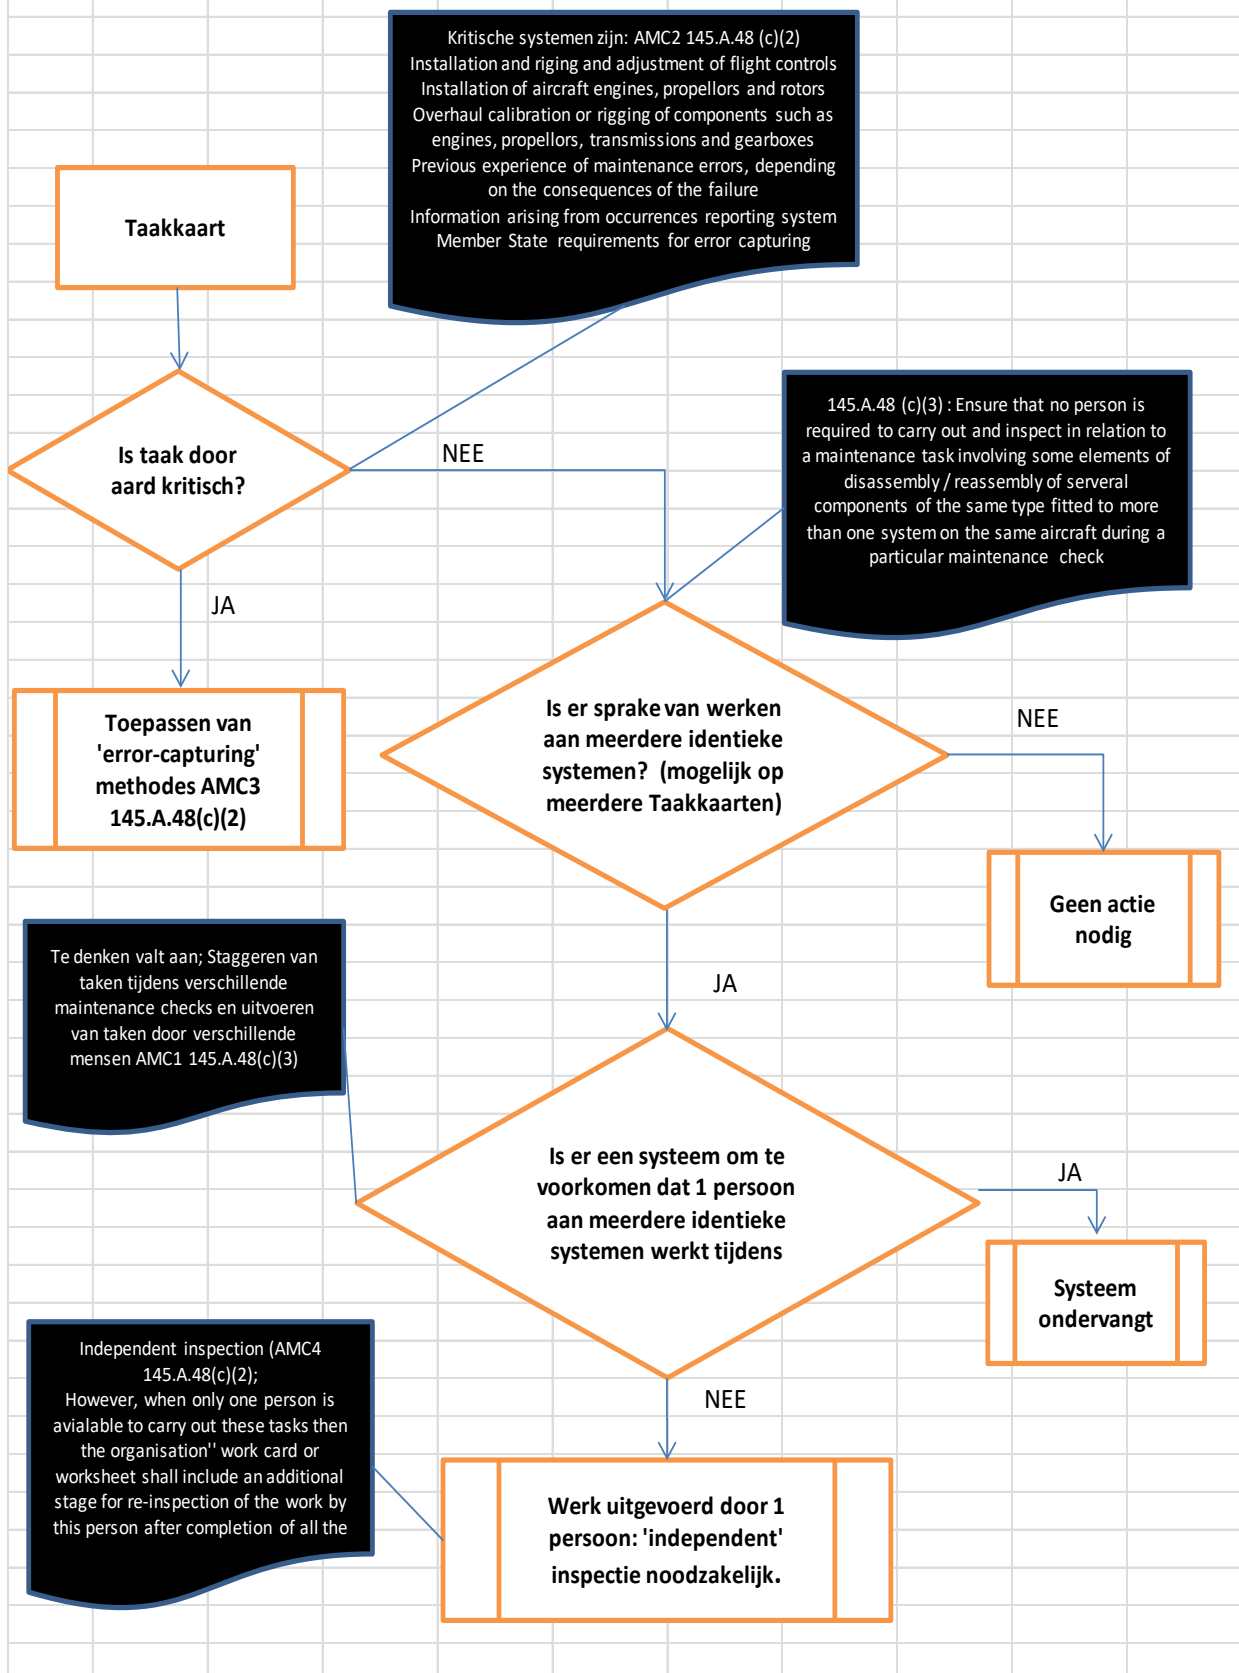 Kritische systemen zijn: AMC2 145.A.48 (c)(2)
Installation and riging and adjustment of flight controls
Installation of aircraft engines, propellors and rotors
Overhaul calibration or rigging of components such as
engines, propellors, transmissions and gearboxes
Previous experience of maintenance errors, depending
on the consequences of the failure
Information arising from occurrences reporting system
Member State requirements for error capturing
Taakkaart
Is taak door
aard kritisch?
NEE
145.A.48 (c)(3) : Ensure that no person is
required to carry out and inspect in relation to
a maintenance task involving some elements of
disassembly / reassembly of serveral
components of the same type fitted to more
than one system on the same aircraft during a
particular maintenance check
JA
Toepassen van
'error-capturing'
methodes AMC3
145.A.48(c)(2)
Is er sprake van werken
aan meerdere identieke
systemen? (mogelijk op
meerdere Taakkaarten)
NEE
Geen actie
nodig
Te denken valt aan; Staggeren van
taken tijdens verschillende
maintenance checks en uitvoeren
van taken door verschillende
mensen AMC1 145.A.48(c)(3)
JA
Is er een systeem om te
voorkomen dat 1 persoon
aan meerdere identieke
systemen werkt tijdens
JA
Systeem
ondervangt
Independent inspection (AMC4
145.A.48(c)(2);
However, when only one person is
avialable to carry out these tasks then
the organisation'' work card or
worksheet shall include an additional
stage for re-inspection of the work by
this person after completion of all the
NEE
Werk uitgevoerd door 1
persoon: 'independent'
inspectie noodzakelijk.